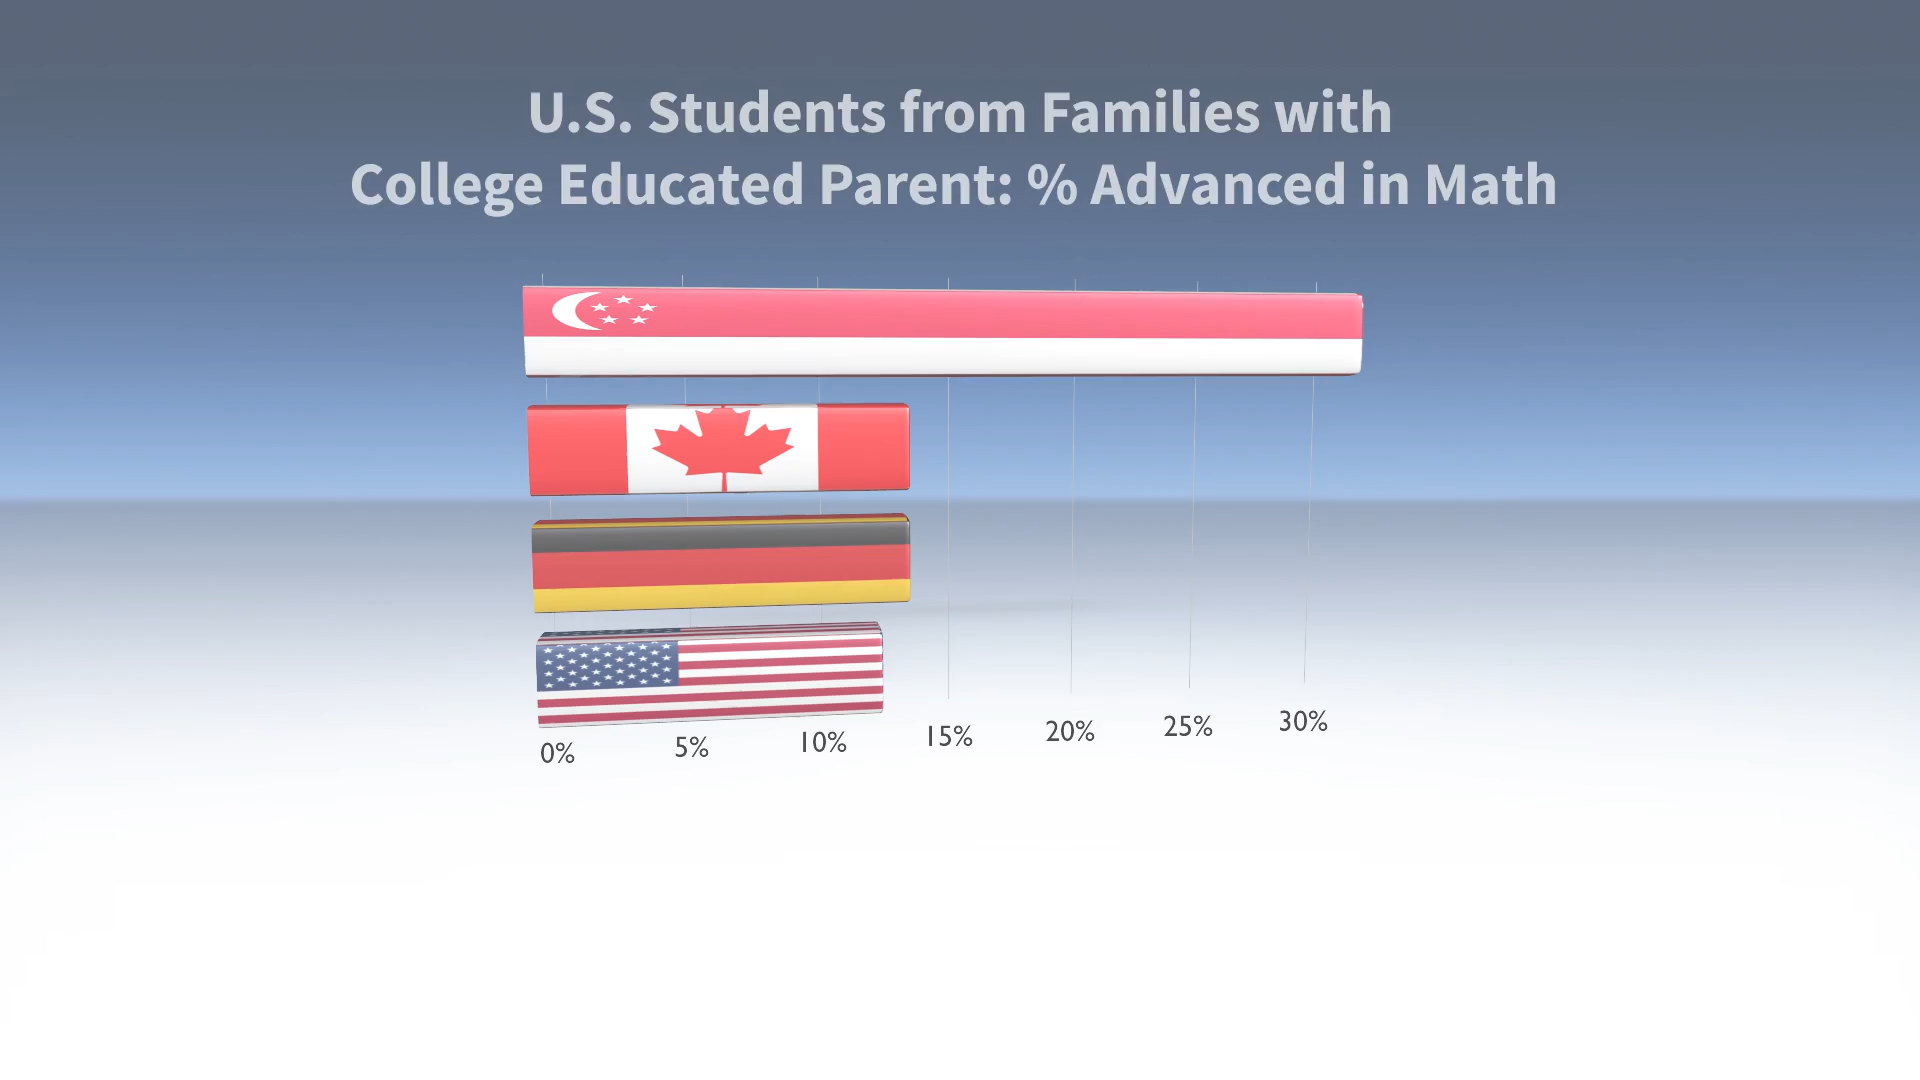 U.S. Students from Families with
College Educated Parent: % Advanced in Math
0% 5% 10% 15% 20% 25% 30%